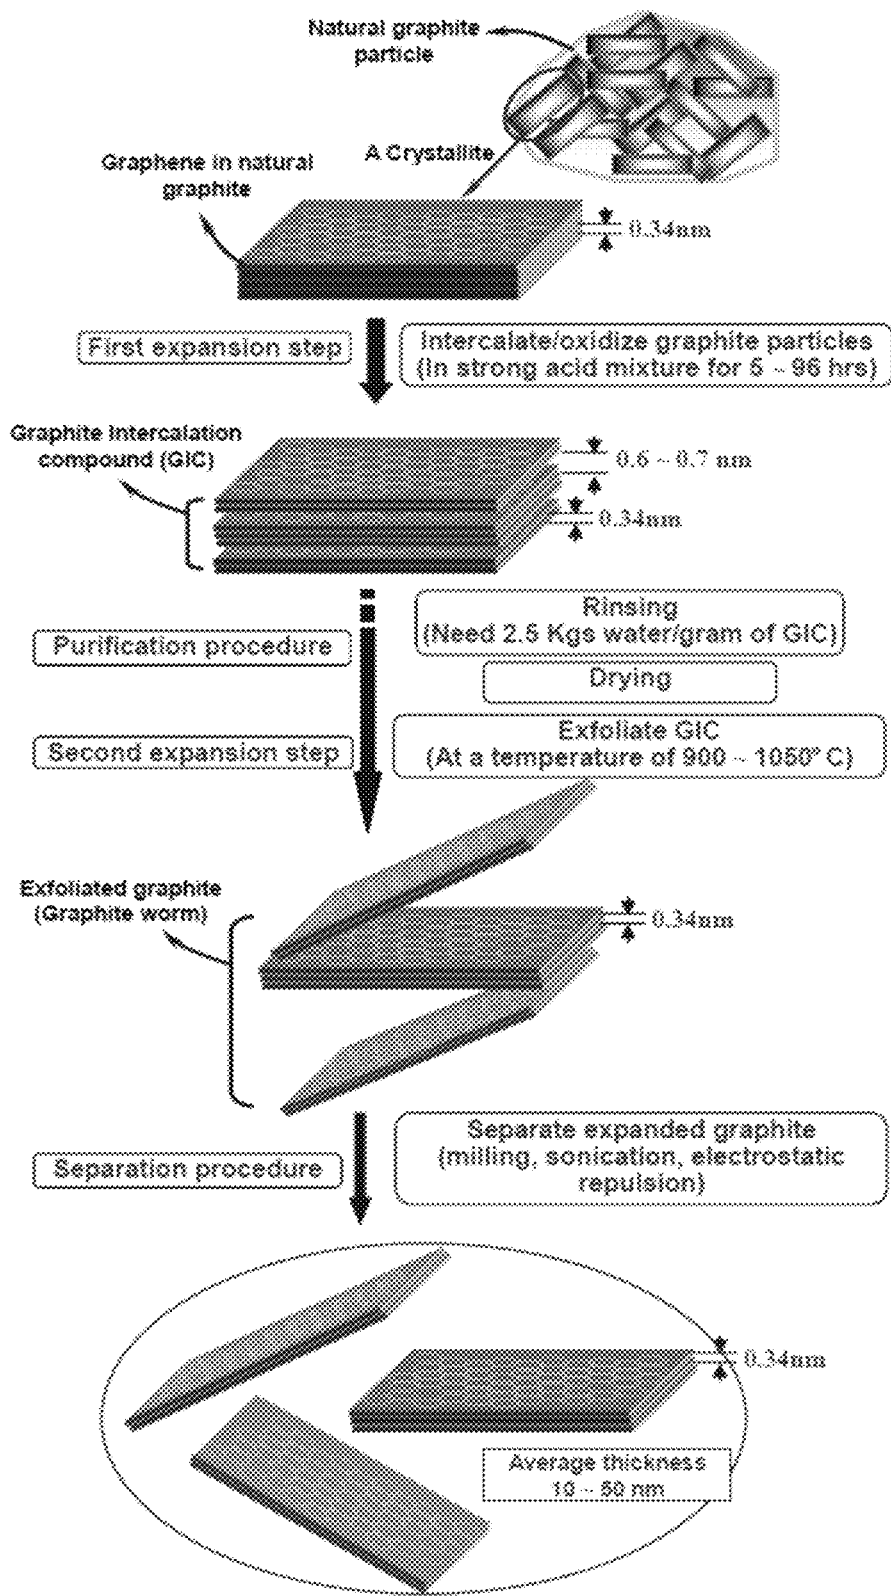 Natural graphite
particle
A Crystallite
Graphene in natural
graphite
0.34nm
First expansion step
Intercalate/oxidize graphite particles
(In strong acid mixture for 5 ~ 96 hrs)
Graphite Intercalation
compound (GIC)
0.6 ~ 0.7 nm
0.34nm
Rinsing
(Need 2.5 Kgs water/gram of GIC)
Purification procedure
Drying
Second expansion step
Exfoliate GIC
(At a temperature of 900 ~ 1050° C)
Exfoliated graphite
(Graphite worm)
0.34nm
Separation procedure
Separate expanded graphite
(milling, sonication, electrostatic
repulsion)
0.34nm
Average thickness
10 ~ 50 nm